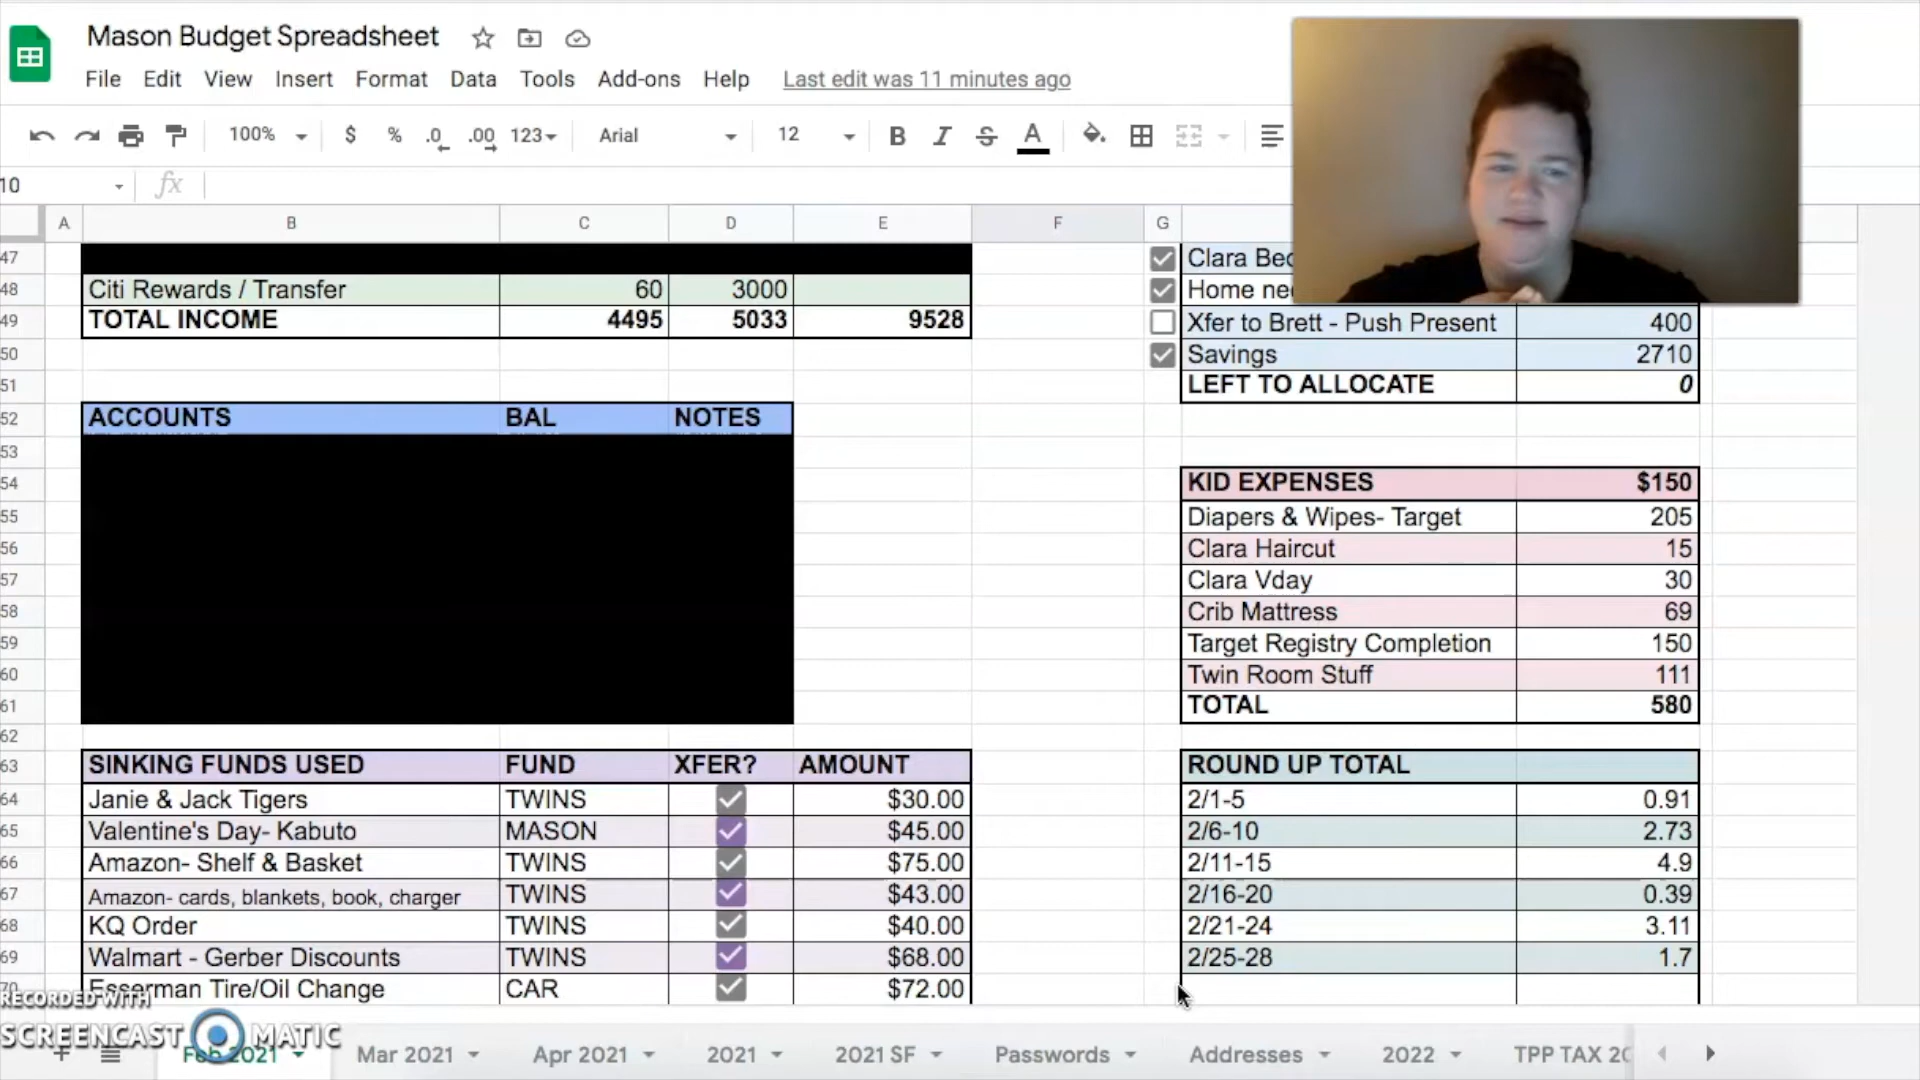 Mason Budget Spreadsheet
File Edit View Insert Format Data Tools Add-ons Help Last edit was 11 minutes ago
100% $ % .0 .00 123 Arial 12 B I S A
10 fx
A B C D E F G
47 Clara Bec
48 Citi Rewards / Transfer 60 3000 Home nee
49 TOTAL INCOME 4495 5033 9528 Xfer to Brett - Push Present 400
50 Savings 2710
51 LEFT TO ALLOCATE 0
52 ACCOUNTS BAL NOTES
53
54 KID EXPENSES $150
55 Diapers & Wipes- Target 205
56 Clara Haircut 15
57 Clara Vday 30
58 Crib Mattress 69
59 Target Registry Completion 150
60 Twin Room Stuff 111
61 TOTAL 580
62
63 SINKING FUNDS USED FUND XFER? AMOUNT ROUND UP TOTAL
64 Janie & Jack Tigers TWINS $30.00 2/1-5 0.91
65 Valentine's Day- Kabuto MASON $45.00 2/6-10 2.73
66 Amazon- Shelf & Basket TWINS $75.00 2/11-15 4.9
67 Amazon- cards, blankets, book, charger TWINS $43.00 2/16-20 0.39
68 KQ Order TWINS $40.00 2/21-24 3.11
69 Walmart - Gerber Discounts TWINS $68.00 2/25-28 1.7
70 Esserman Tire/Oil Change CAR $72.00
RECORDED WITH
SCREENCAST MATIC
Feb 2021 Mar 2021 Apr 2021 2021 2021 SF Passwords Addresses 2022 TPP TAX 20